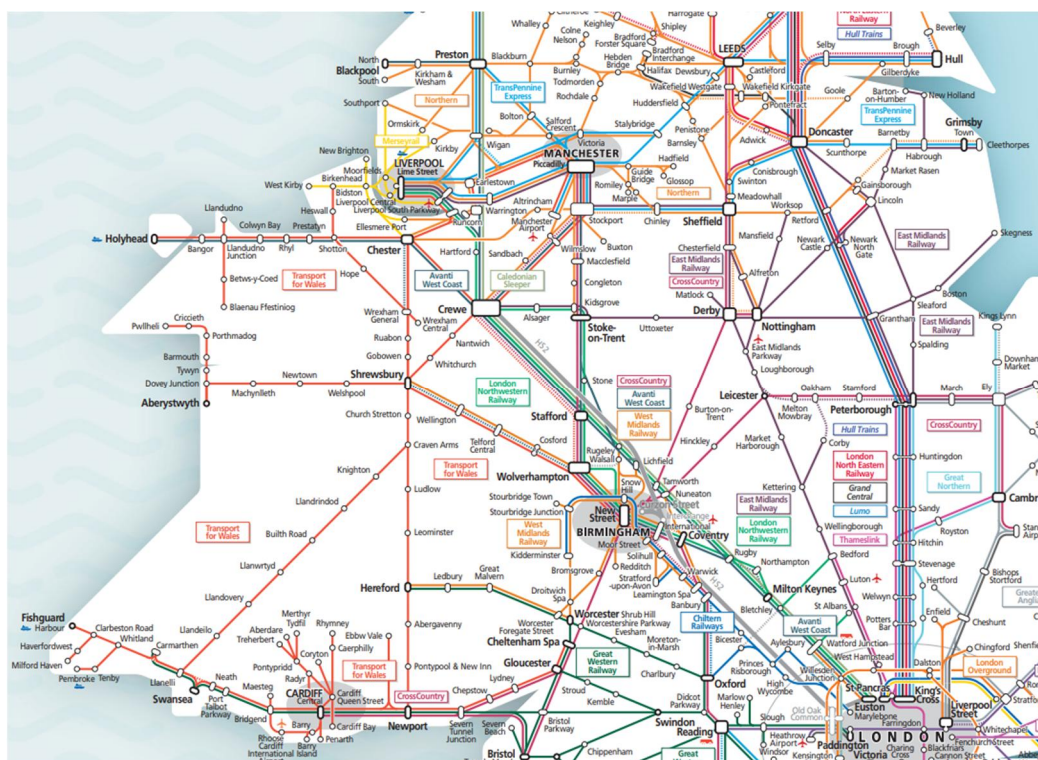 Whalley
Colne
Nelson
Keighley
Shipley
Harrogate
North Eastern
Railway
Hull Trains
Beverley
Bradford
Forster Square
Bradford
Interchange
LEEDS
Selby
Brough
Hull
Preston
Blackburn
Burnley
Hebden
Bridge
Halifax
Dewsbury
Castleford
Gilberdyke
North
Blackpool
South
Kirkham &
Wesham
TransPennine
Express
Todmorden
Rochdale
Wakefield Westgate
Wakefield Kirkgate
Pontefract
Goole
Barton-
on-Humber
New Holland
Southport
Northern
Bolton
Salford
Crescent
Victoria
Stalybridge
Huddersfield
Doncaster
TransPennine
Express
Grimsby
Town
Cleethorpes
Ormskirk
Merseyrail
Kirkby
Wigan
MANCHESTER
Piccadilly
Penistone
Barnsley
Adwick
Scunthorpe
Barnetby
Habrough
New Brighton
Moorfields
LIVERPOOL
Lime Street
Earlestown
Guide
Bridge
Hadfield
Glossop
Conisbrough
Swinton
Meadowhall
Market Rasen
Gainsborough
West Kirby
Birkenhead
Bidston
Liverpool Central
Liverpool South Parkway
Warrington
Altrincham
Manchester
Airport
Romiley
Marple
Northern
Lincoln
Llandudno
Heswall
Ellesmere Port
Runcorn
Stockport
Chinley
Sheffield
Worksop
Retford
Holyhead
Bangor
Colwyn Bay
Llandudno
Junction
Rhyl
Prestatyn
Shotton
Chester
Hartford
Sandbach
Wilmslow
Buxton
Macclesfield
Chesterfield
Mansfield
Newark
Castle
Newark
North
Gate
East Midlands
Railway
Skegness
Betws-y-Coed
Transport
for Wales
Hope
Avanti
West Coast
Caledonian
Sleeper
Congleton
East Midlands
Railway
CrossCountry
Alfreton
Matlock
Blaenau Ffestiniog
Wrexham
General
Wrexham
Central
Crewe
Alsager
Kidsgrove
Derby
Nottingham
Grantham
Sleaford
Boston
Kings Lynn
Criccieth
Pwllheli
Porthmadog
Ruabon
Gobowen
Nantwich
Whitchurch
HS2
Stoke-
on-Trent
Uttoxeter
East Midlands
Parkway
East Midlands
Railway
Spalding
Barmouth
Tywyn
Dovey Junction
Machynlleth
Newtown
Welshpool
Shrewsbury
Loughborough
Downham
Market
Aberystwyth
London
Northwestern
Railway
Stone
CrossCountry
Avanti
West Coast
West
Midlands
Railway
Leicester
Oakham
Stamford
Melton
Mowbray
Peterborough
March
Ely
Church Stretton
Wellington
Stafford
Burton-
on-Trent
Market
Harborough
Corby
Hull Trains
CrossCountry
Craven Arms
Telford
Central
Cosford
Rugeley
Walsall
Lichfield
Hinckley
London
North Eastern
Railway
Huntingdon
Knighton
Transport
for Wales
Wolverhampton
Tamworth
Nuneaton
Kettering
Grand
Central
Great
Northern
Llandrindod
Ludlow
Stourbridge Town
Stourbridge Junction
Snow
Hill
Curzon Street
Interchange
International
East Midlands
Railway
Lumo
Sandy
Transport
for Wales
Builth Road
Leominster
West
Midlands
Railway
New
Street
BIRMINGHAM
Moor Street
Coventry
London
Northwestern
Railway
Wellingborough
Thameslink
Hitchin
Royston
Llanwrtyd
Kidderminster
Solihull
Redditch
Rugby
Bedford
Stevenage
Hereford
Ledbury
Great
Malvern
Bromsgrove
Stratford
-upon-Avon
Warwick
Leamington Spa
HS2
Northampton
Luton
Hertford
Bishops
Stortford
Llandovery
Droitwich
Spa
Banbury
Milton Keynes
Bletchley
St Albans
Welwyn
Enfield
Fishguard
Harbour
Clarbeston Road
Whitland
Carmarthen
Llandeilo
Merthyr
Tydfil
Rhymney
Aberdare
Treherbert
Ebbw Vale
Caerphilly
Abergavenny
Worcester
Foregate Street
Worcester
Shrub Hill
Worcestershire Parkway
Evesham
Moreton-
in-Marsh
Chiltern
Railways
Avanti
West Coast
Potters
Bar
Cheshunt
Haverfordwest
Milford Haven
Pembroke
Tenby
Llanelli
Pontypridd
Radyr
Coryton
Transport
for Wales
Pontypool & New Inn
Cheltenham Spa
Great
Western
Railway
Charlbury
Bicester
Aylesbury
Watford Junction
West Hampstead
Chingford
Swansea
Neath
Port
Talbot
Parkway
Maesteg
CARDIFF
Central
Cardiff
Queen Street
CrossCountry
Chepstow
Lydney
Gloucester
Stroud
Oxford
Princes
Risborough
High
Wycombe
Willesden
Junction
Dalston
London
Overground
Bridgend
Barry
Cardiff Bay
Penarth
Newport
Severn
Tunnel
Junction
Severn
Beach
Kemble
Didcot
Parkway
Marlow
Henley
St-Pancras
Euston
Marylebone
King's
Cross
Liverpool
Street
Rhoose
Cardiff
International
Airport
Barry
Island
Bristol
Parkway
Bristol
Chippenham
Swindon
Reading
Great
Slough
Heathrow
Airport
Windsor
Old Oak
Common
Paddington
Kensington
Victoria
LONDON
Farringdon
Charing
Cross
Blackfriars
Cannon Street
Whitechapel
Fenchurch Street